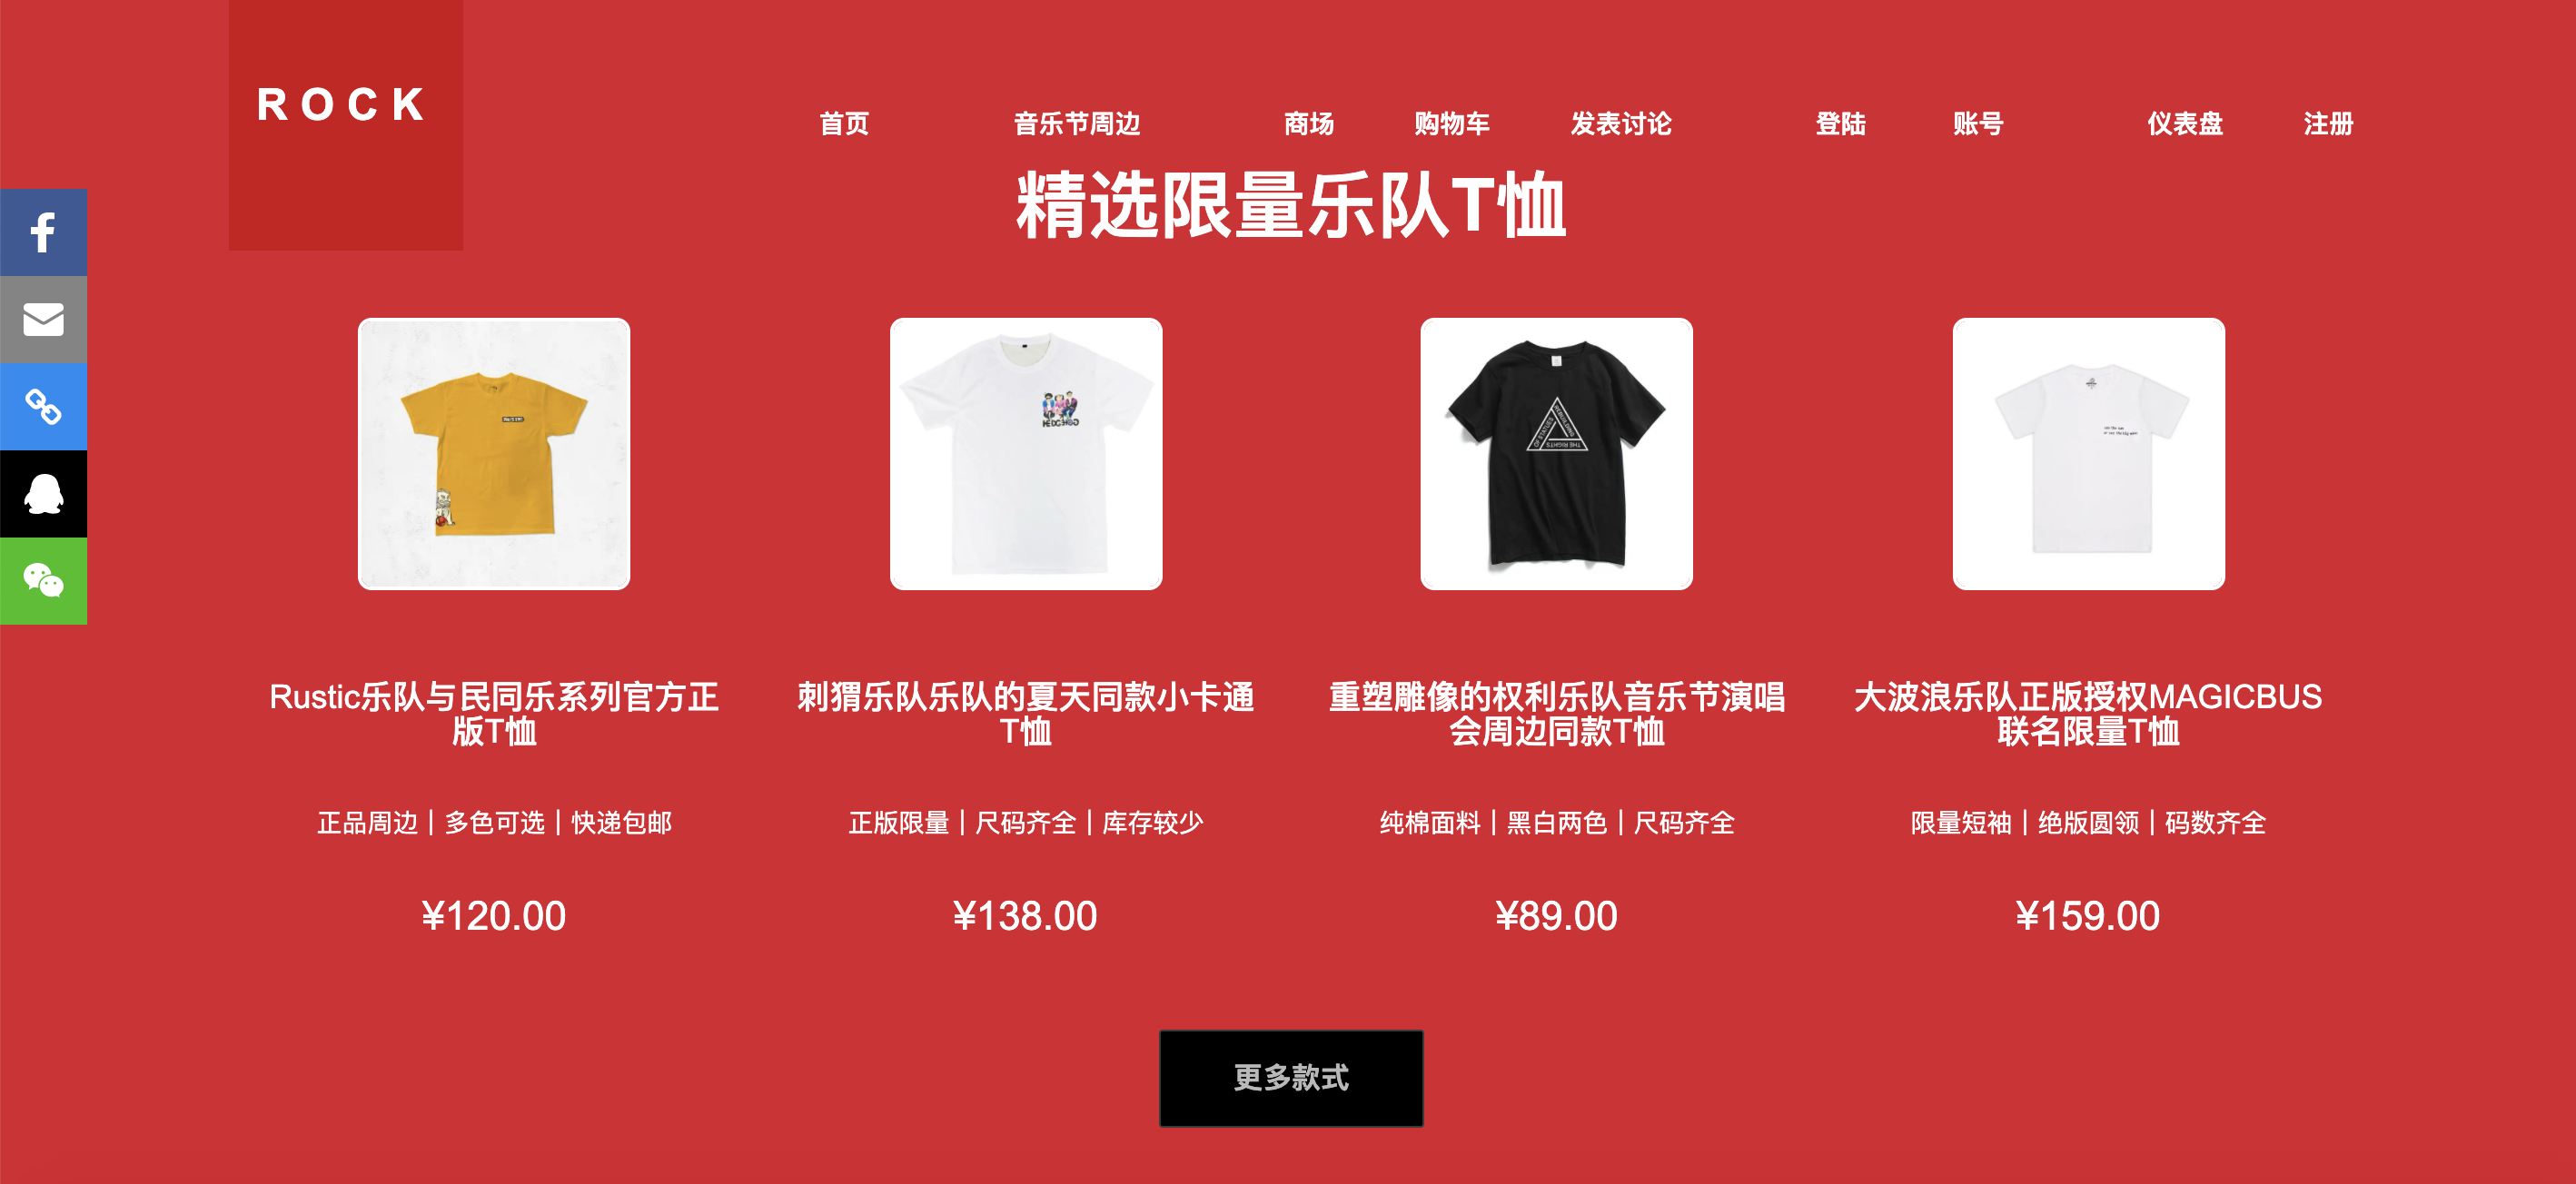 ROCK
首页 音乐节周边 商场 购物车 发表讨论 登陆 账号 仪表盘 注册
精选限量乐队T恤
HEDGEHOG
REBUILDING
THE RIGHTS
OF STATUES
Rustic乐队与民同乐系列官方正
版T恤
刺猬乐队乐队的夏天同款小卡通
T恤
重塑雕像的权利乐队音乐节演唱
会周边同款T恤
大波浪乐队正版授权MAGICBUS
联名限量T恤
正品周边｜多色可选｜快递包邮
正版限量｜尺码齐全｜库存较少
纯棉面料｜黑白两色｜尺码齐全
限量短袖｜绝版圆领｜码数齐全
¥120.00
¥138.00
¥89.00
¥159.00
更多款式